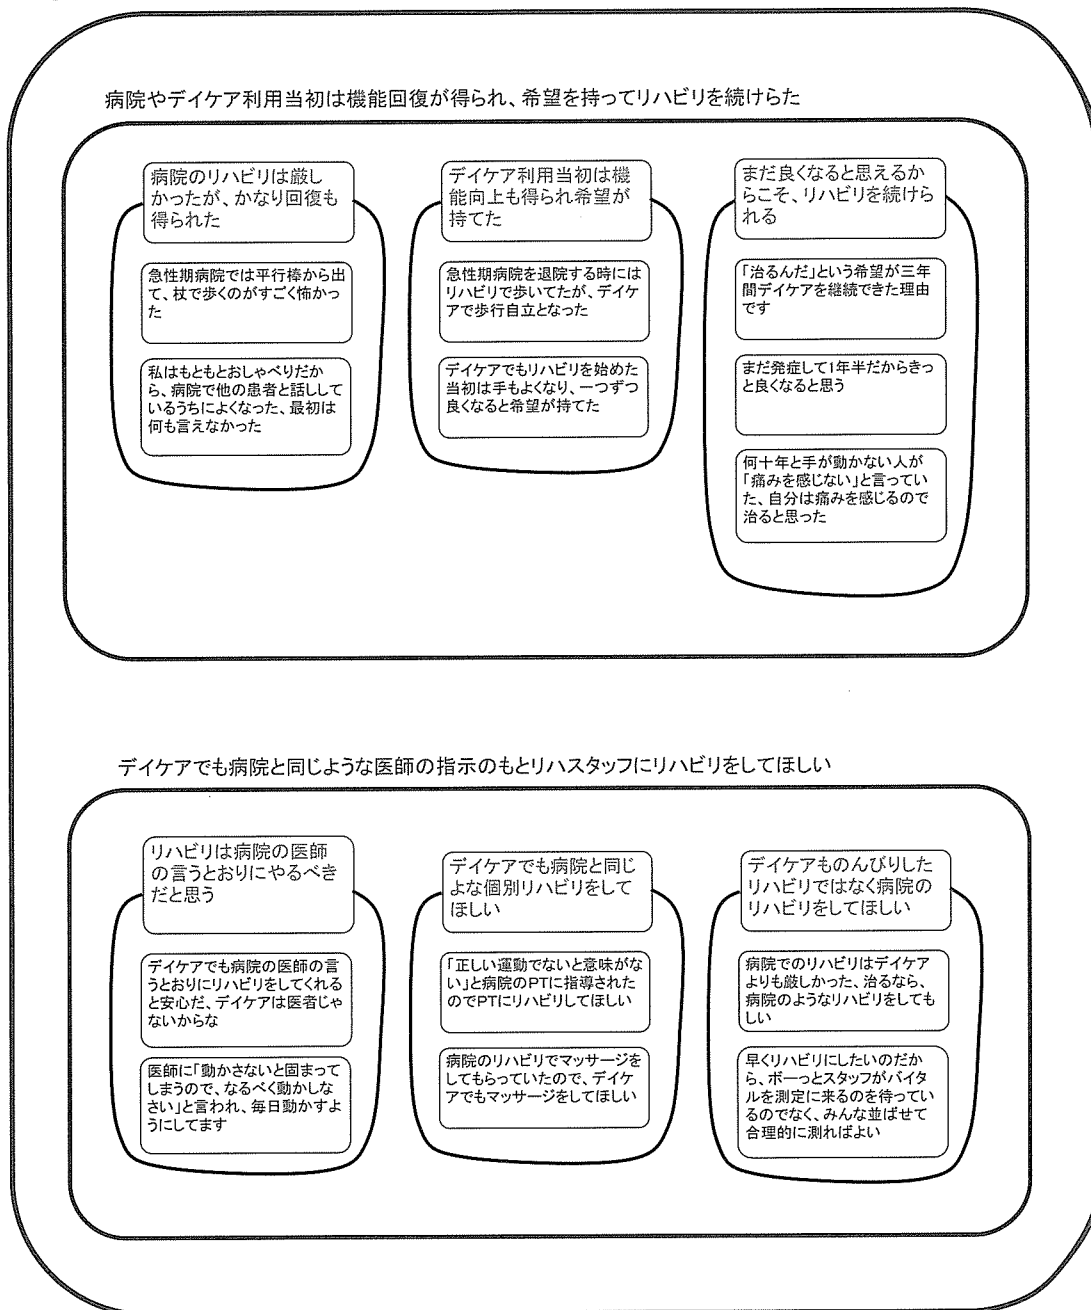 病院やデイケア利用当初は機能回復が得られ、希望を持ってリハビリを続けらた
病院のリハビリは厳し
かったが、かなり回復も
得られた
急性期病院では平行棒から出
て、杖で歩くのがすごく怖かっ
た
私はもともとおしゃべりだか
ら、病院で他の患者と話しして
いるうちによくなった、最初は
何も言えなかった
デイケア利用当初は機
能向上も得られ希望が
持てた
急性期病院を退院する時には
リハビリで歩いてたが、デイケ
アで歩行自立となった
デイケアでもリハビリを始めた
当初は手もよくなり、一つずつ
良くなると希望が持てた
まだ良くなると思えるか
らこそ、リハビリを続けら
れる
「治るんだ」という希望が三年
間デイケアを継続できた理由
です
まだ発症して1年半だからきっ
と良くなると思う
何十年と手が動かない人が
「痛みを感じない」と言ってい
た、自分は痛みを感じるので
治ると思った
デイケアでも病院と同じような医師の指示のもとリハスタッフにリハビリをしてほしい
リハビリは病院の医師
の言うとおりにやるべき
だと思う
デイケアでも病院の医師の言
うとおりにリハビリをしてくれる
と安心だ、デイケアは医者じゃ
ないからな
医師に「動かさないと固まって
しまうので、なるべく動かしな
さい」と言われ、毎日動かすよ
うにしてます
デイケアでも病院と同じ
よな個別リハビリをして
ほしい
「正しい運動でないと意味がな
い」と病院のPTに指導された
のでPTにリハビリしてほしい
病院のリハビリでマッサージを
してもらっていたので、デイケ
アでもマッサージをしてほしい
デイケアものんびりした
リハビリではなく病院の
リハビリをしてほしい
病院でのリハビリはデイケア
よりも厳しかった、治るなら、
病院のようなリハビリをしても
しい
早くリハビリにしたいのだか
ら、ボーっとスタッフがバイタ
ルを測定に来るのを待ってい
るのでなく、みんな並ばせて
合理的に測ればよい